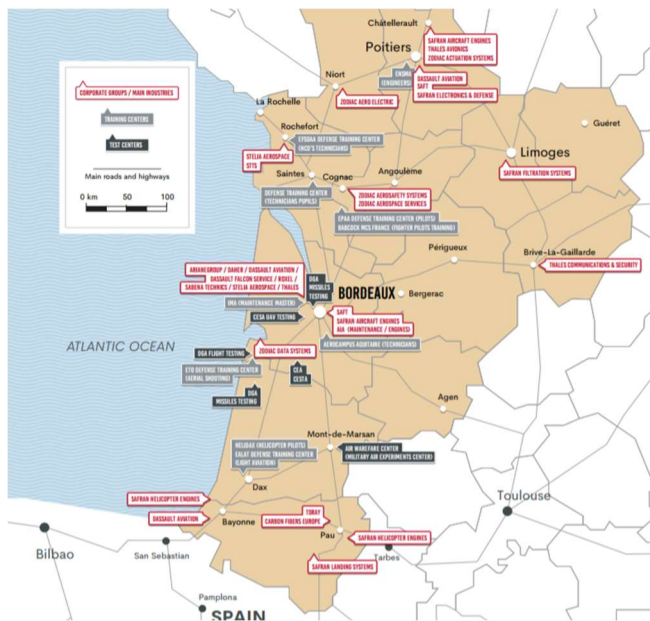 Châtellerault
SAFRAN AIRCRAFT ENGINES
THALES AVIONICS
ZODIAC ACTUATION SYSTEMS
Poitiers
ENSMA
(ENGINEERS)
DASSAULT AVIATION
SAFT
SAFRAN ELECTRONICS & DEFENSE
Niort
ZODIAC AERO ELECTRIC
CORPORATE GROUPS / MAIN INDUSTRIES
TRAINING CENTERS
TEST CENTERS
Main roads and highways
0 km 50 100
La Rochelle
Rochefort
EFSOAA DEFENSE TRAINING CENTER
(NCO'S TECHNICIANS)
STELIA AEROSPACE
STTS
Guéret
Limoges
SAFRAN FILTRATION SYSTEMS
Saintes
Cognac
Angoulême
DEFENSE TRAINING CENTER
(TECHNICIANS PUPILS)
ZODIAC AEROSAFETY SYSTEMS
ZODIAC AEROSPACE SERVICES
EPAA DEFENSE TRAINING CENTER (PILOTS)
BABCOCK MCS FRANCE (FIGHTER PILOTS TRAINING)
Périgueux
Brive-La-Gaillarde
THALES COMMUNICATIONS & SECURITY
ARIANEGROUP / DAHER / DASSAULT AVIATION /
DASSAULT FALCON SERVICE / ROXEL /
SABENA TECHNICS / STELIA AEROSPACE / THALES
DGA
MISSILES
TESTING
BORDEAUX
Bergerac
IMA (MAINTENANCE MASTER)
CESA UAV TESTING
SAFT
SAFRAN AIRCRAFT ENGINES
AIA (MAINTENANCE / ENGINES)
AEROCAMPUS AQUITAINE (TECHNICIANS)
ATLANTIC OCEAN
DGA FLIGHT TESTING
ZODIAC DATA SYSTEMS
ETO DEFENSE TRAINING CENTER
(AERIAL SHOOTING)
CEA
CESTA
DGA
MISSILES TESTING
Agen
Mont-de-Marsan
HELIDAX (HELICOPTER PILOTS)
EALAT DEFENSE TRAINING CENTER
(LIGHT AVIATION)
AIR WARFARE CENTER
(MILITARY AIR EXPERIMENTS CENTER)
Dax
Toulouse
SAFRAN HELICOPTER ENGINES
DASSAULT AVIATION
Bayonne
TORAY
CARBON FIBERS EUROPE
Pau
SAFRAN HELICOPTER ENGINES
Bilbao
San Sebastian
Tarbes
SAFRAN LANDING SYSTEMS
Pamplona
SPAIN